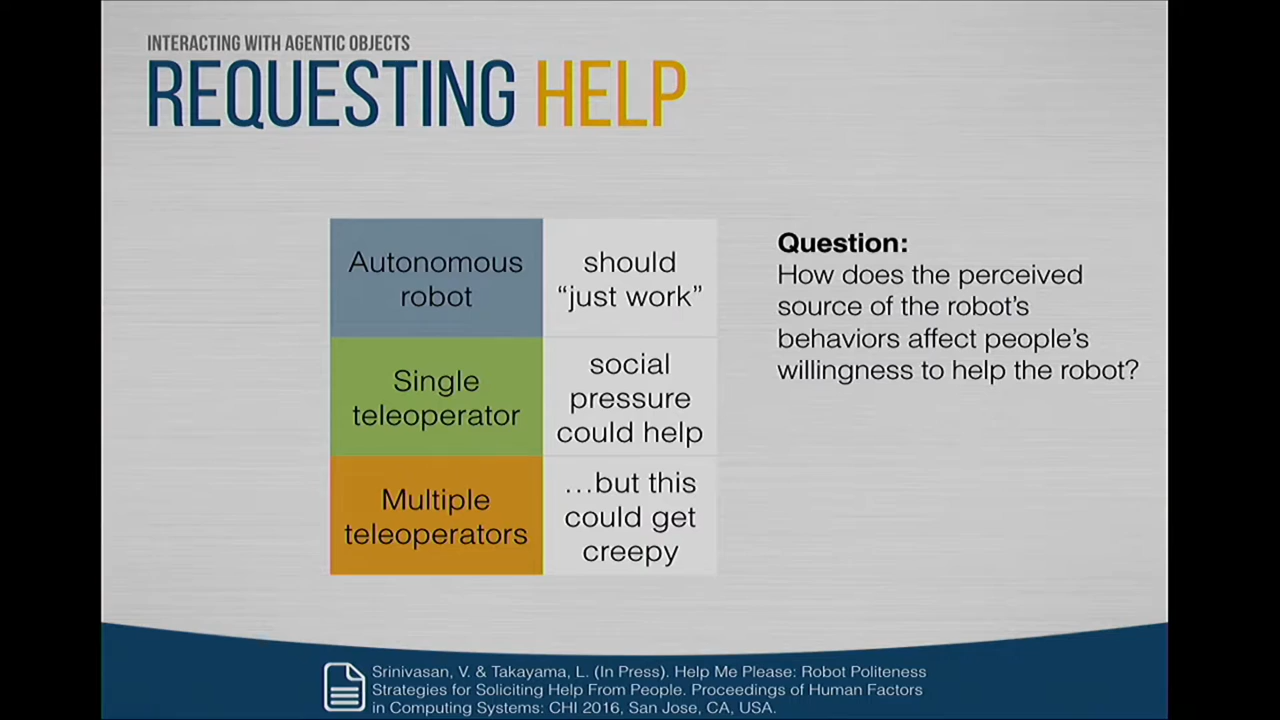 INTERACTING WITH AGENTIC OBJECTS
REQUESTING HELP
Autonomous
robot
should
“just work”
Single
teleoperator
social
pressure
could help
Multiple
teleoperators
…but this
could get
creepy
Question:
How does the perceived
source of the robot’s
behaviors affect people’s
willingness to help the robot?
Srinivasan, V. & Takayama, L. (In Press). Help Me Please: Robot Politeness
Strategies for Soliciting Help From People. Proceedings of Human Factors
in Computing Systems: CHI 2016, San Jose, CA, USA.